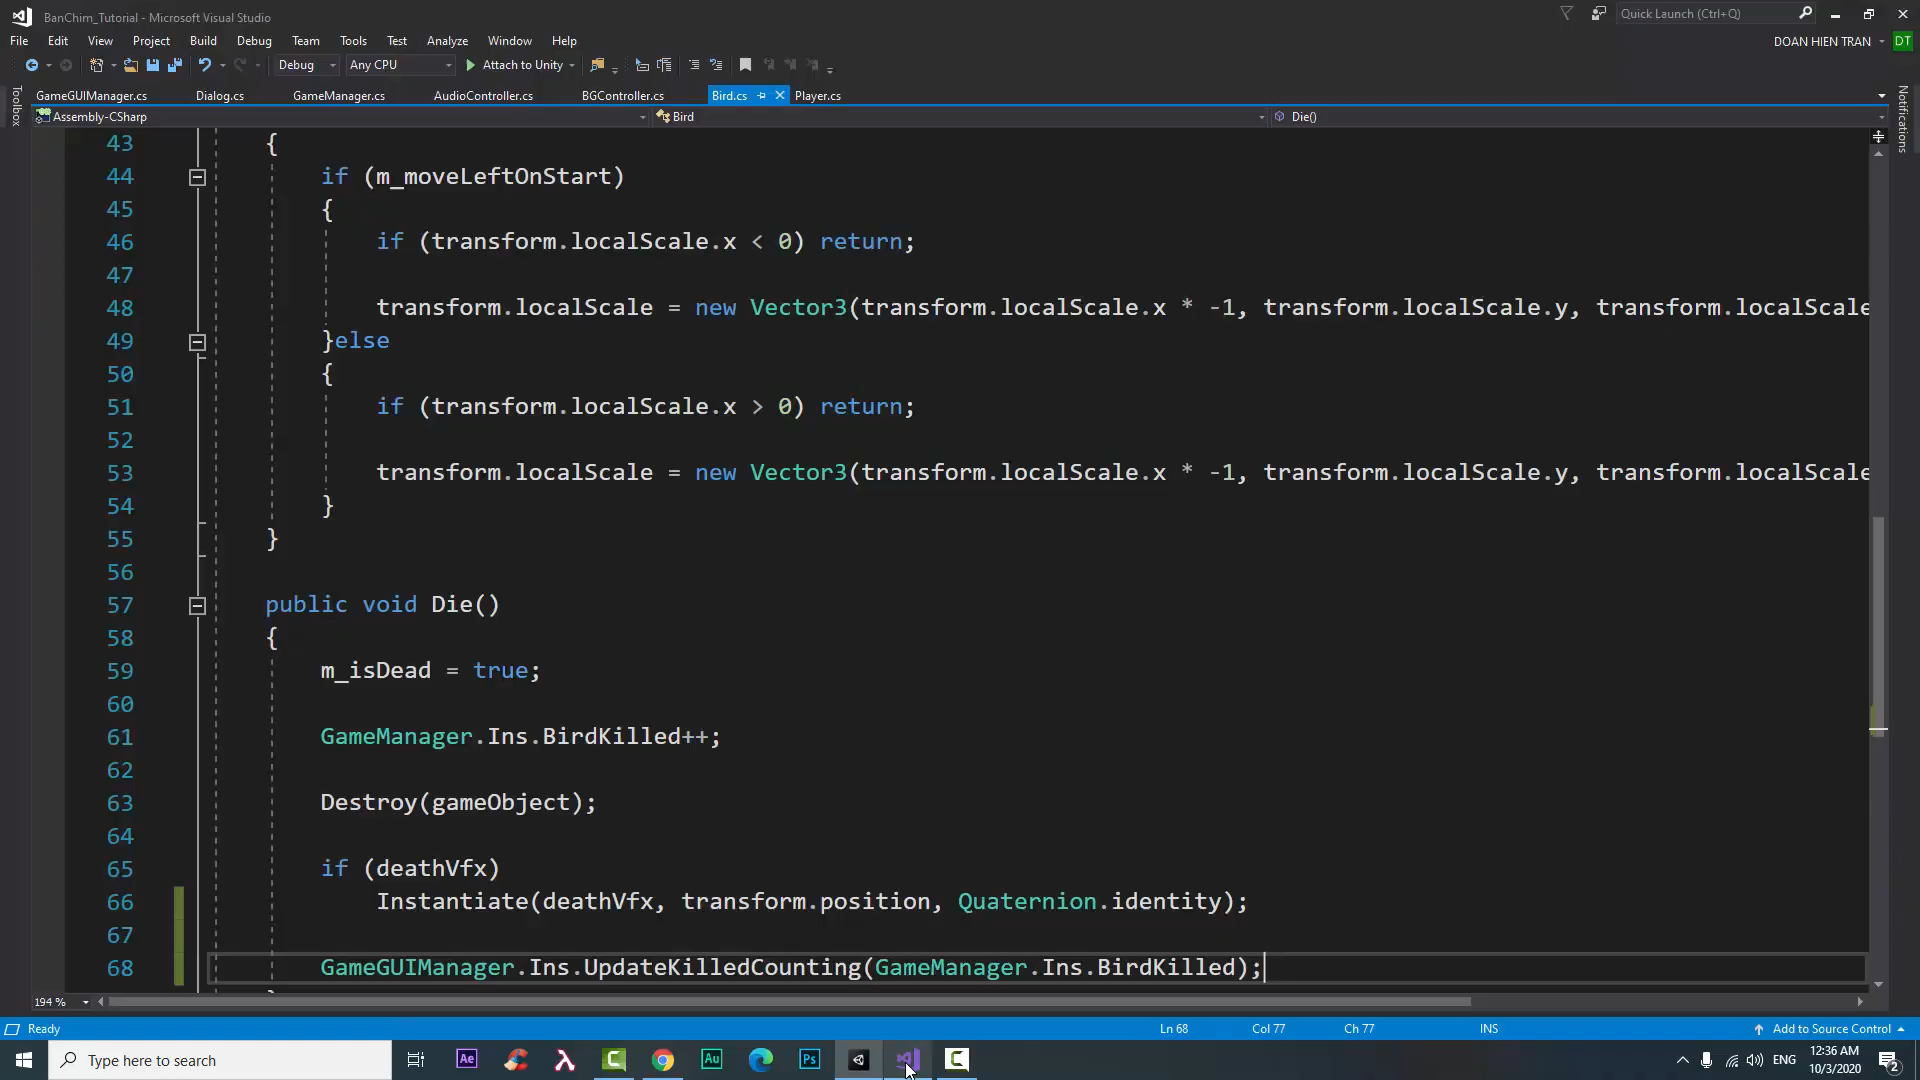 BanChim_Tutorial - Microsoft Visual Studio
Quick Launch (Ctrl+Q)
File Edit View Project Build Debug Team Tools Test Analyze Window Help
DOAN HIEN TRAN DT
Debug Any CPU Attach to Unity
GameGUIManager.cs Dialog.cs GameManager.cs AudioController.cs BGController.cs Bird.cs Player.cs
Assembly-CSharp Bird Die()
Toolbox
Notifications
43 {
44 if (m_moveLeftOnStart)
45 {
46 if (transform.localScale.x < 0) return;
47
48 transform.localScale = new Vector3(transform.localScale.x * -1, transform.localScale.y, transform.localScale
49 }else
50 {
51 if (transform.localScale.x > 0) return;
52
53 transform.localScale = new Vector3(transform.localScale.x * -1, transform.localScale.y, transform.localScale
54 }
55 }
56
57 public void Die()
58 {
59 m_isDead = true;
60
61 GameManager.Ins.BirdKilled++;
62
63 Destroy(gameObject);
64
65 if (deathVfx)
66 Instantiate(deathVfx, transform.position, Quaternion.identity);
67
68 GameGUIManager.Ins.UpdateKilledCounting(GameManager.Ins.BirdKilled);
194 %
Ready Ln 68 Col 77 Ch 77 INS Add to Source Control
Type here to search
Ae Au Ps
ENG
12:36 AM
10/3/2020
2